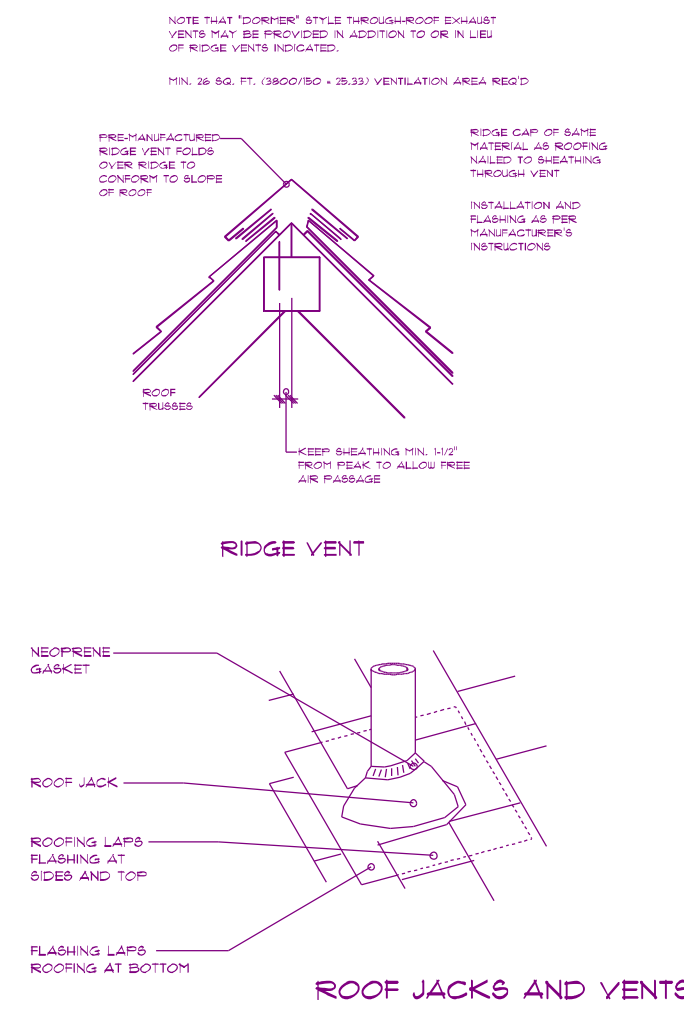 NOTE THAT "DORMER" STYLE THROUGH-ROOF EXHAUST
VENTS MAY BE PROVIDED IN ADDITION TO OR IN LIEU
OF RIDGE VENTS INDICATED.
MIN. 26 SQ. FT. (3800/150 = 25.33) VENTILATION AREA REQ'D
PRE-MANUFACTURED
RIDGE VENT FOLDS
OVER RIDGE TO
CONFORM TO SLOPE
OF ROOF
RIDGE CAP OF SAME
MATERIAL AS ROOFING
NAILED TO SHEATHING
THROUGH VENT
INSTALLATION AND
FLASHING AS PER
MANUFACTURER'S
INSTRUCTIONS
ROOF
TRUSSES
KEEP SHEATHING MIN. 1-1/2"
FROM PEAK TO ALLOW FREE
AIR PASSAGE
RIDGE VENT
NEOPRENE
GASKET
ROOF JACK
ROOFING LAPS
FLASHING AT
SIDES AND TOP
FLASHING LAPS
ROOFING AT BOTTOM
ROOF JACKS AND VENTS